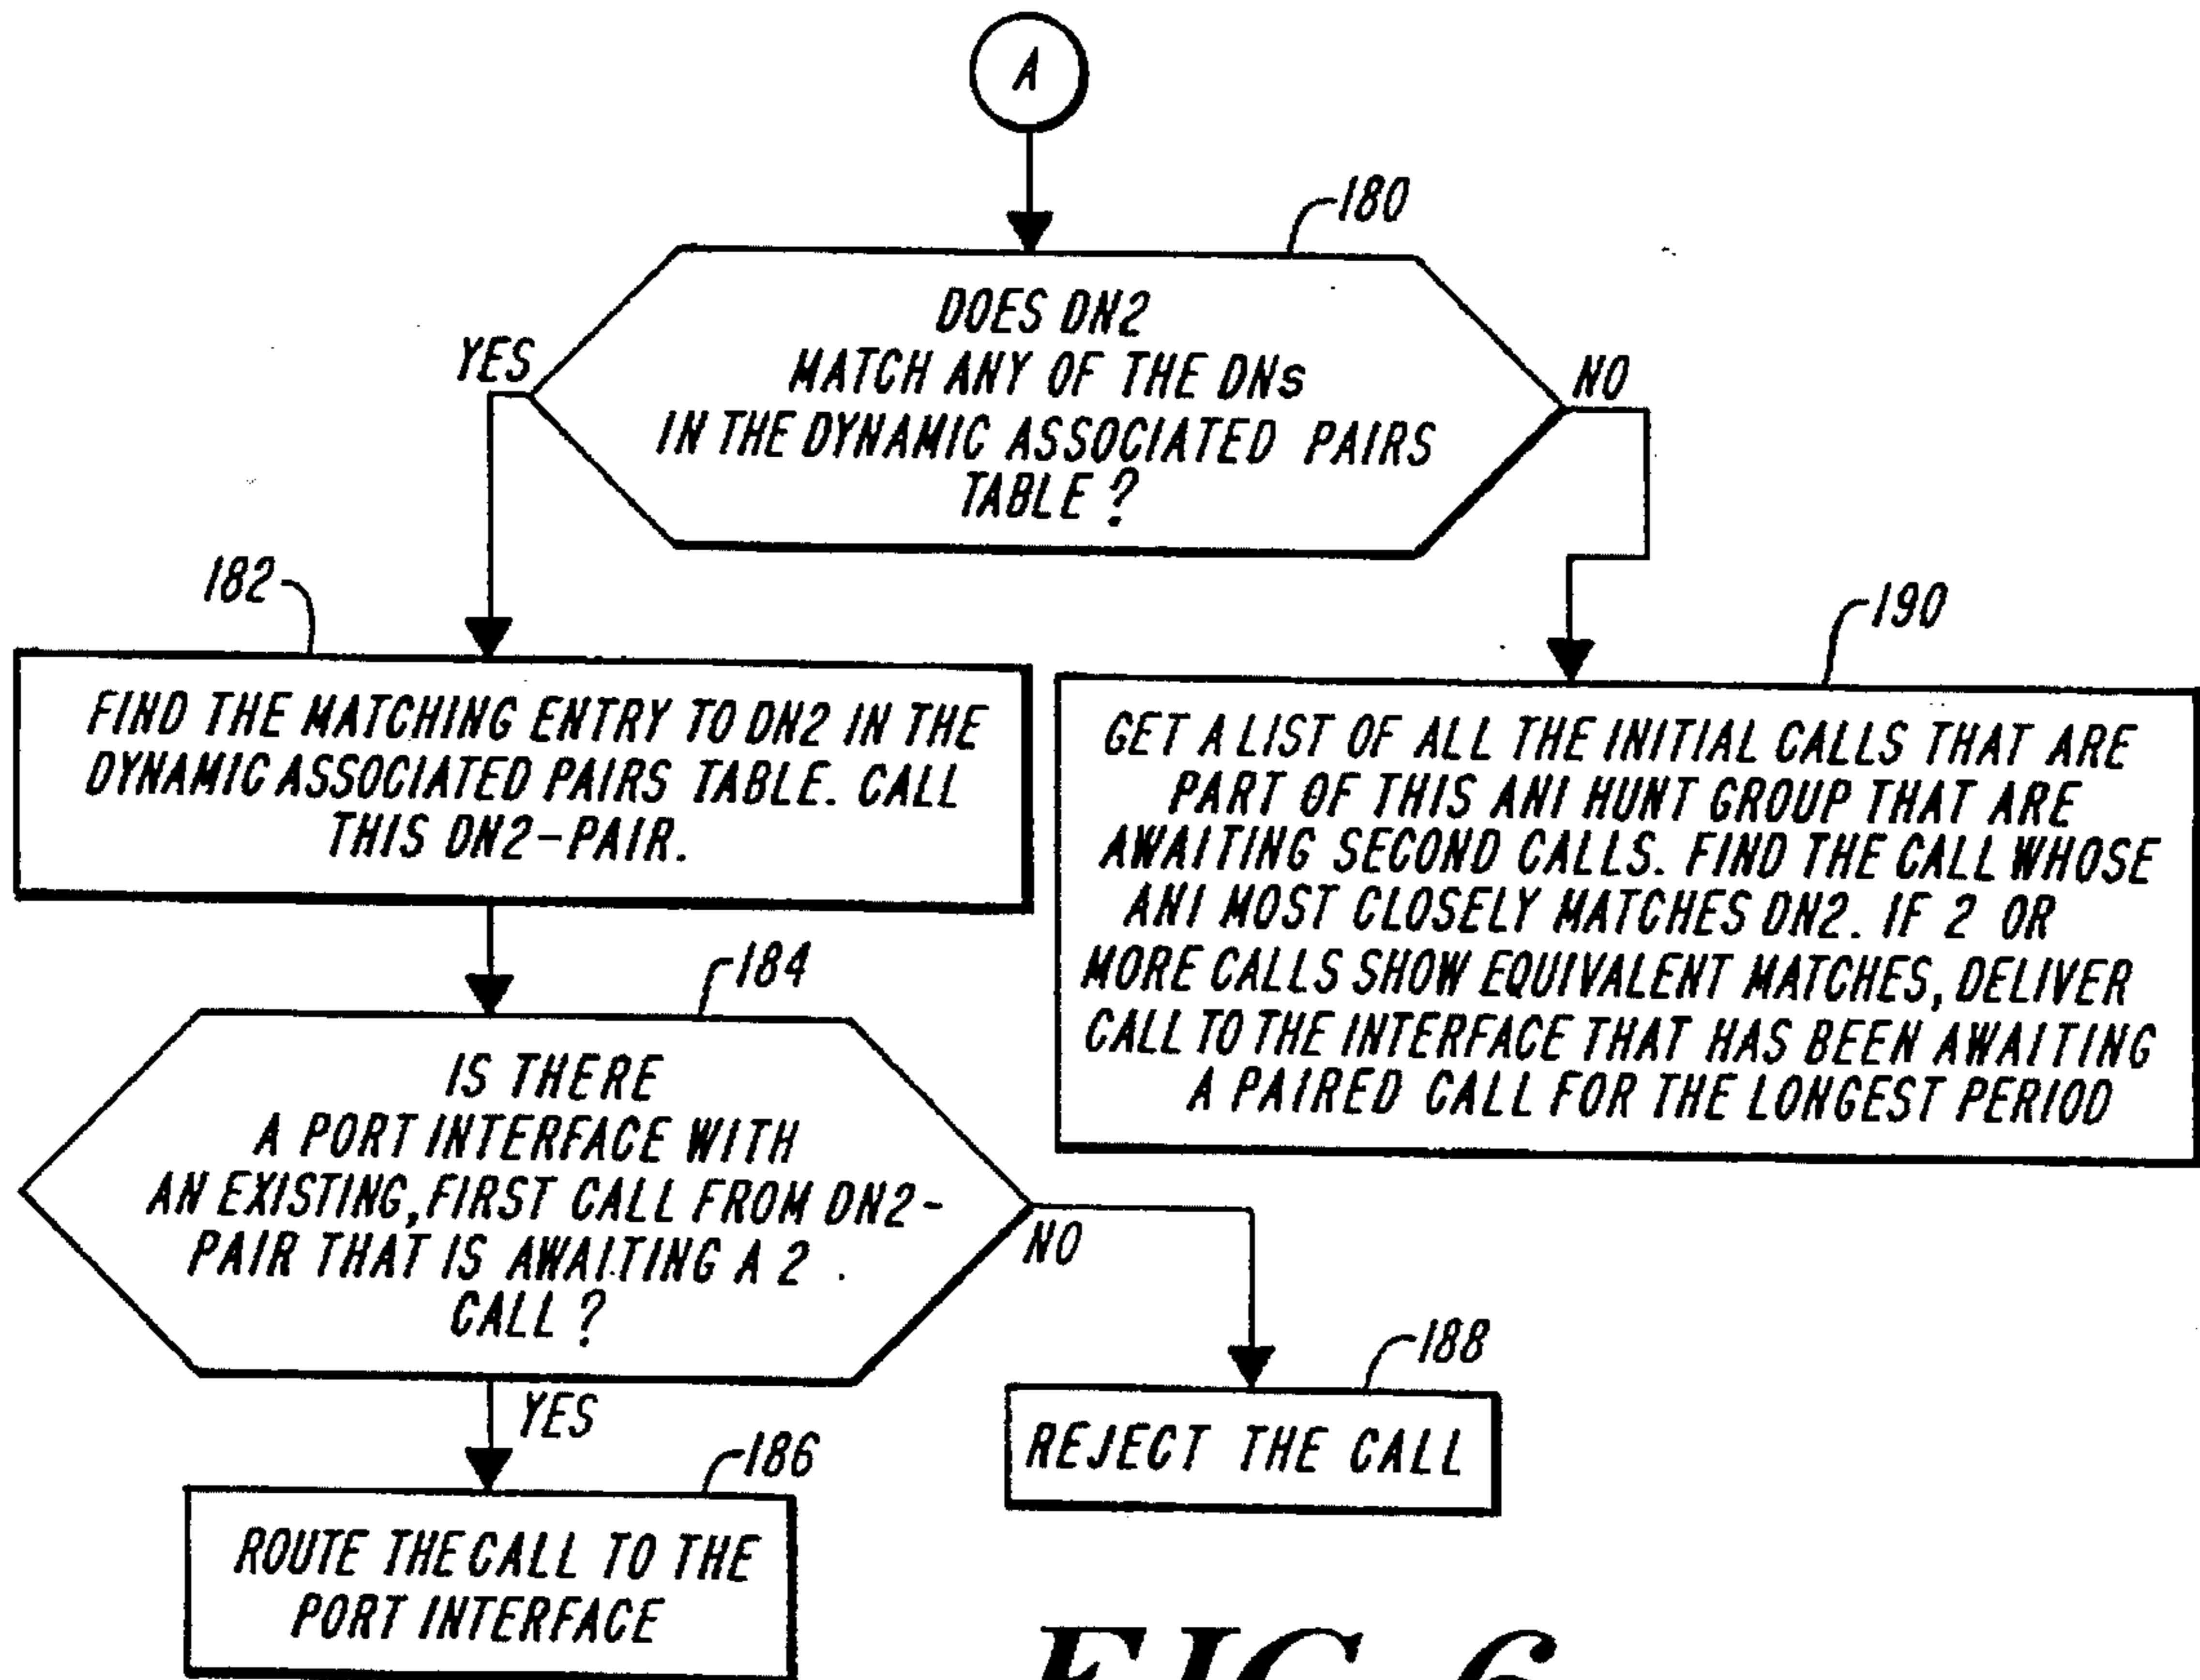 A
180
DOES DN2
MATCH ANY OF THE DNs
IN THE DYNAMIC ASSOCIATED PAIRS
TABLE ?
YES
NO
182
FIND THE MATCHING ENTRY TO DN2 IN THE
DYNAMIC ASSOCIATED PAIRS TABLE. CALL
THIS DN2-PAIR.
190
GET A LIST OF ALL THE INITIAL CALLS THAT ARE
PART OF THIS ANI HUNT GROUP THAT ARE
AWAITING SECOND CALLS. FIND THE CALL WHOSE
ANI MOST CLOSELY MATCHES DN2. IF 2 OR
MORE CALLS SHOW EQUIVALENT MATCHES, DELIVER
CALL TO THE INTERFACE THAT HAS BEEN AWAITING
A PAIRED CALL FOR THE LONGEST PERIOD
184
IS THERE
A PORT INTERFACE WITH
AN EXISTING, FIRST CALL FROM DN2-
PAIR THAT IS AWAITING A 2
CALL ?
NO
YES
188
REJECT THE CALL
186
ROUTE THE CALL TO THE
PORT INTERFACE
FIG. 6